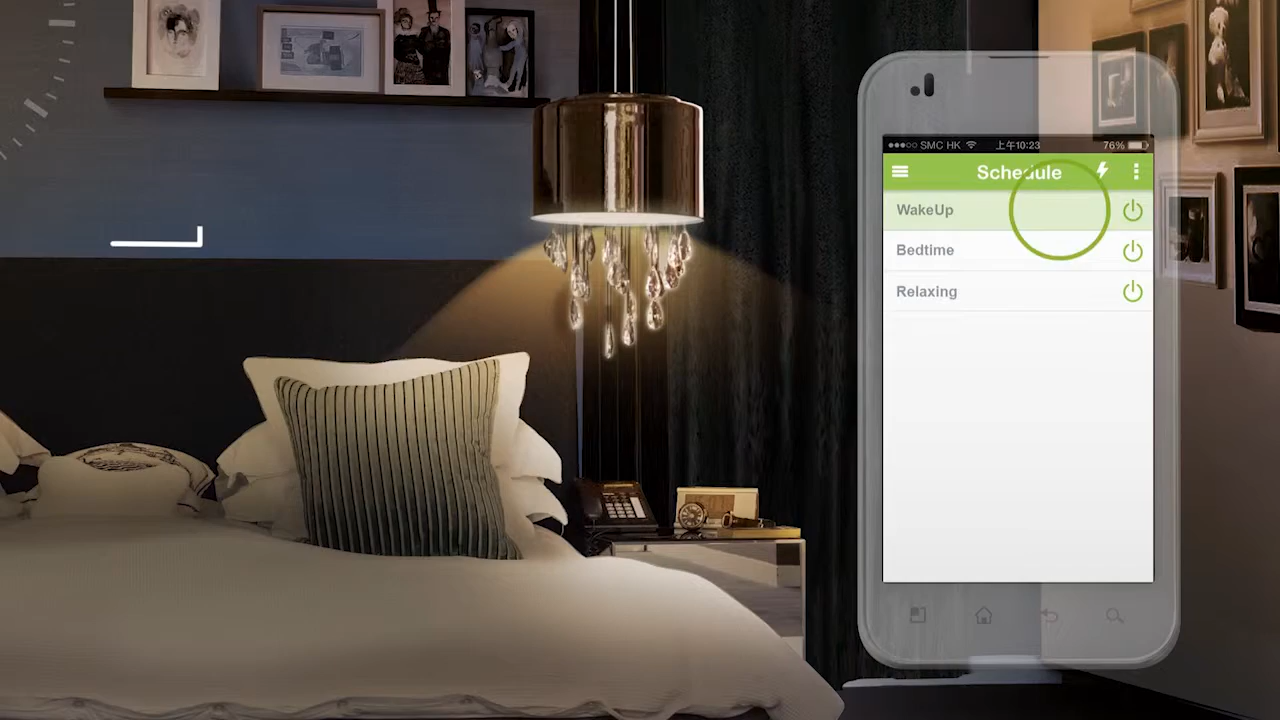 SMC HK 上午10:23 76%
Schedule
WakeUp
Bedtime
Relaxing